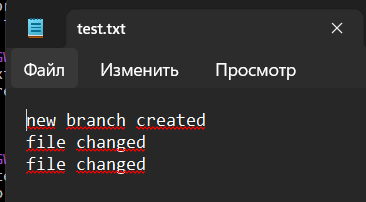 test.txt
Файл Изменить Просмотр
new branch created
file changed
file changed